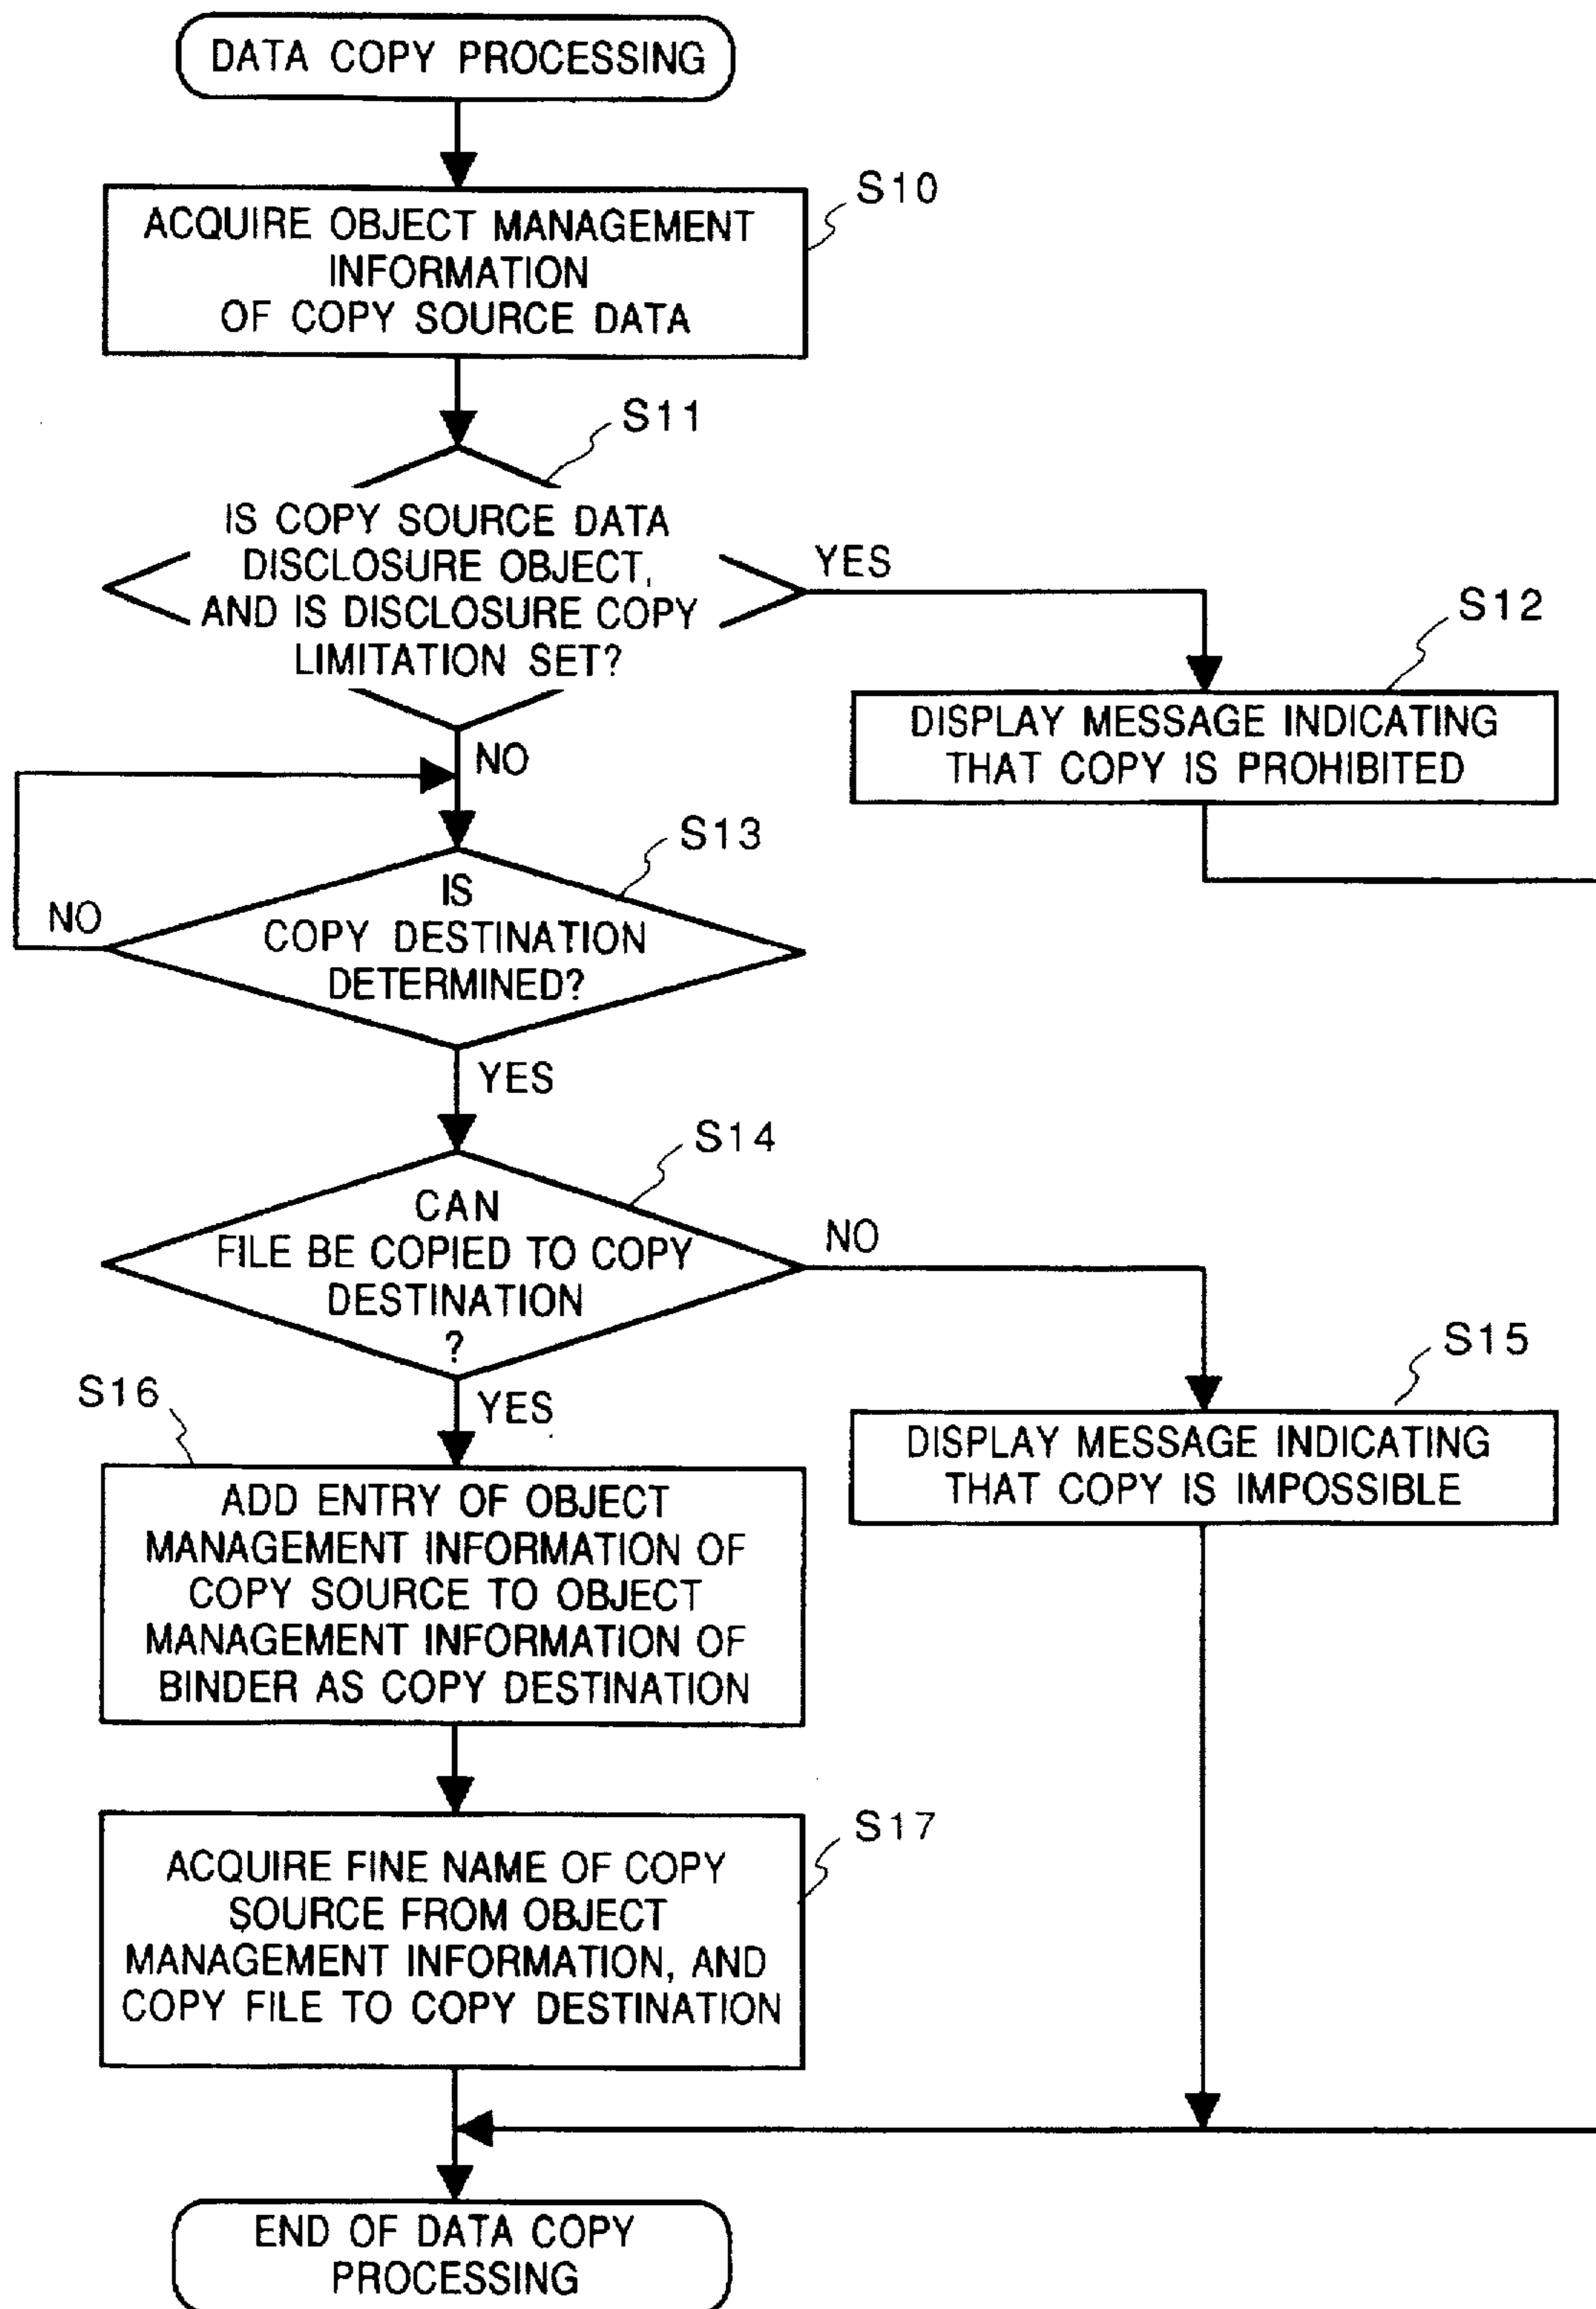 DATA COPY PROCESSING
S10
ACQUIRE OBJECT MANAGEMENT
INFORMATION
OF COPY SOURCE DATA
S11
IS COPY SOURCE DATA
DISCLOSURE OBJECT,
AND IS DISCLOSURE COPY
LIMITATION SET?
YES
S12
DISPLAY MESSAGE INDICATING
THAT COPY IS PROHIBITED
NO
S13
IS
COPY DESTINATION
DETERMINED?
NO
YES
S14
CAN
FILE BE COPIED TO COPY
DESTINATION
?
NO
S15
DISPLAY MESSAGE INDICATING
THAT COPY IS IMPOSSIBLE
YES
S16
ADD ENTRY OF OBJECT
MANAGEMENT INFORMATION OF
COPY SOURCE TO OBJECT
MANAGEMENT INFORMATION OF
BINDER AS COPY DESTINATION
S17
ACQUIRE FINE NAME OF COPY
SOURCE FROM OBJECT
MANAGEMENT INFORMATION, AND
COPY FILE TO COPY DESTINATION
END OF DATA COPY
PROCESSING